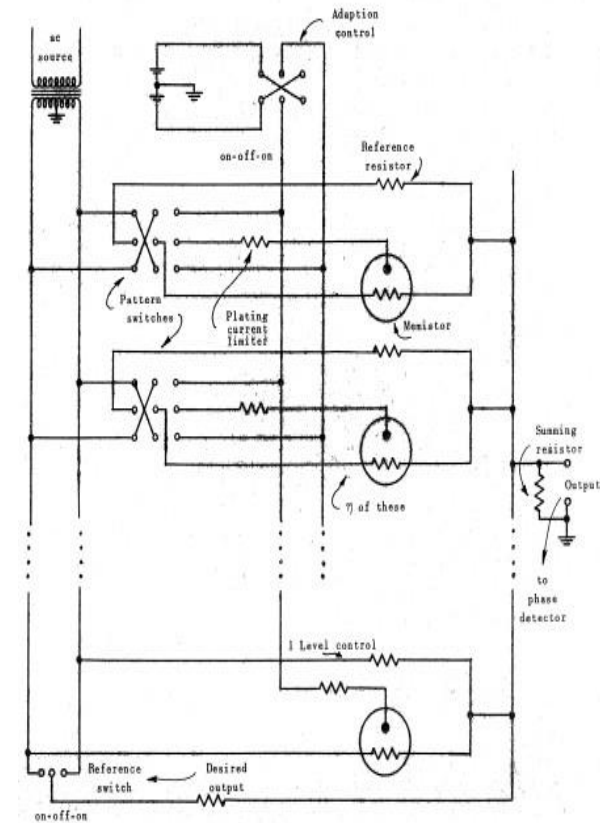 ac
source
Adaption
control
on-off-on
Reference
resistor
Pattern
switches
Plating
current
limiter
Memistor
η of these
Summing
resistor
Output
to
phase
detector
1 Level control
Reference
switch
Desired
output
on-off-on